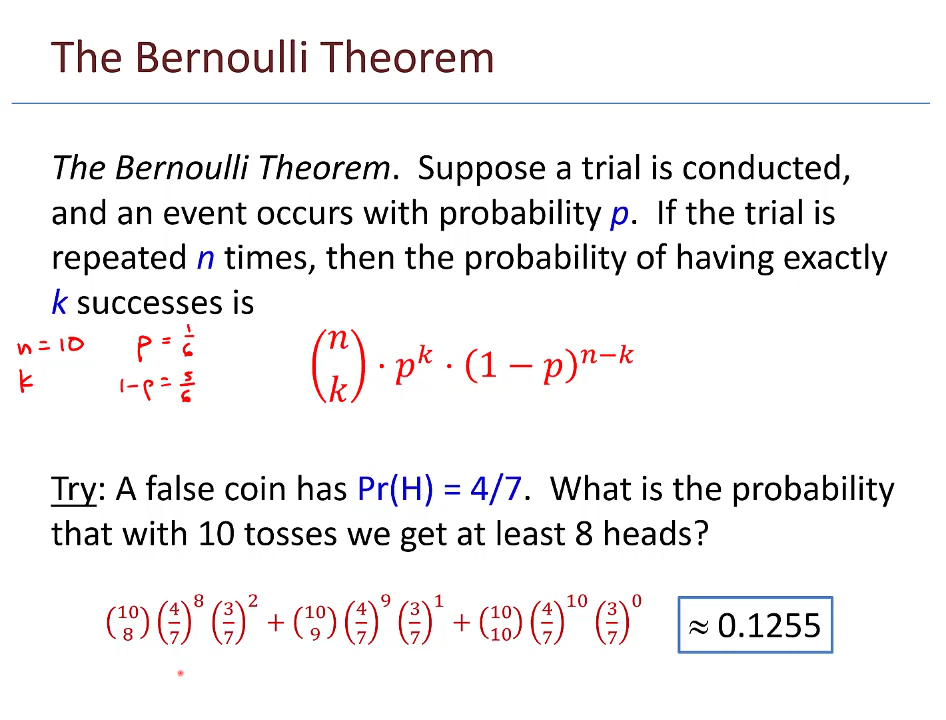 The Bernoulli Theorem
The Bernoulli Theorem. Suppose a trial is conducted,
and an event occurs with probability p. If the trial is
repeated n times, then the probability of having exactly
k successes is
n = 10 p = 1/6
k 1-p = 5/6
(n k) · p^k · (1 − p)^{n−k}
Try: A false coin has Pr(H) = 4/7. What is the probability
that with 10 tosses we get at least 8 heads?
(10 8) (4/7)^8 (3/7)^2 + (10 9) (4/7)^9 (3/7)^1 + (10 10) (4/7)^10 (3/7)^0 ≈ 0.1255